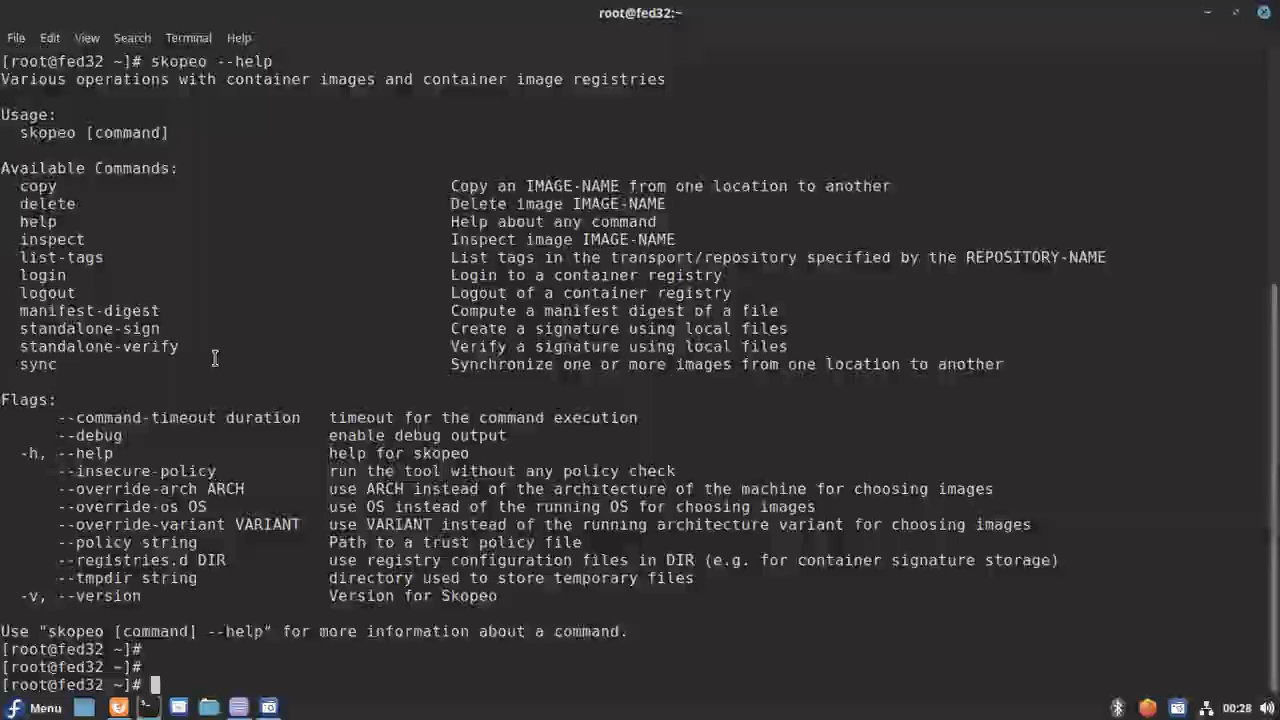 root@fed32:~
File Edit View Search Terminal Help
[root@fed32 ~]# skopeo --help
Various operations with container images and container image registries
Usage:
  skopeo [command]
Available Commands:
  copy                                          Copy an IMAGE-NAME from one location to another
  delete                                        Delete image IMAGE-NAME
  help                                          Help about any command
  inspect                                       Inspect image IMAGE-NAME
  list-tags                                     List tags in the transport/repository specified by the REPOSITORY-NAME
  login                                         Login to a container registry
  logout                                        Logout of a container registry
  manifest-digest                               Compute a manifest digest of a file
  standalone-sign                               Create a signature using local files
  standalone-verify                             Verify a signature using local files
  sync                                          Synchronize one or more images from one location to another
Flags:
      --command-timeout duration   timeout for the command execution
      --debug                      enable debug output
  -h, --help                       help for skopeo
      --insecure-policy            run the tool without any policy check
      --override-arch ARCH         use ARCH instead of the architecture of the machine for choosing images
      --override-os OS             use OS instead of the running OS for choosing images
      --override-variant VARIANT   use VARIANT instead of the running architecture variant for choosing images
      --policy string              Path to a trust policy file
      --registries.d DIR           use registry configuration files in DIR (e.g. for container signature storage)
      --tmpdir string              directory used to store temporary files
  -v, --version                    Version for Skopeo
Use "skopeo [command] --help" for more information about a command.
[root@fed32 ~]#
[root@fed32 ~]#
[root@fed32 ~]#
Menu 00:28